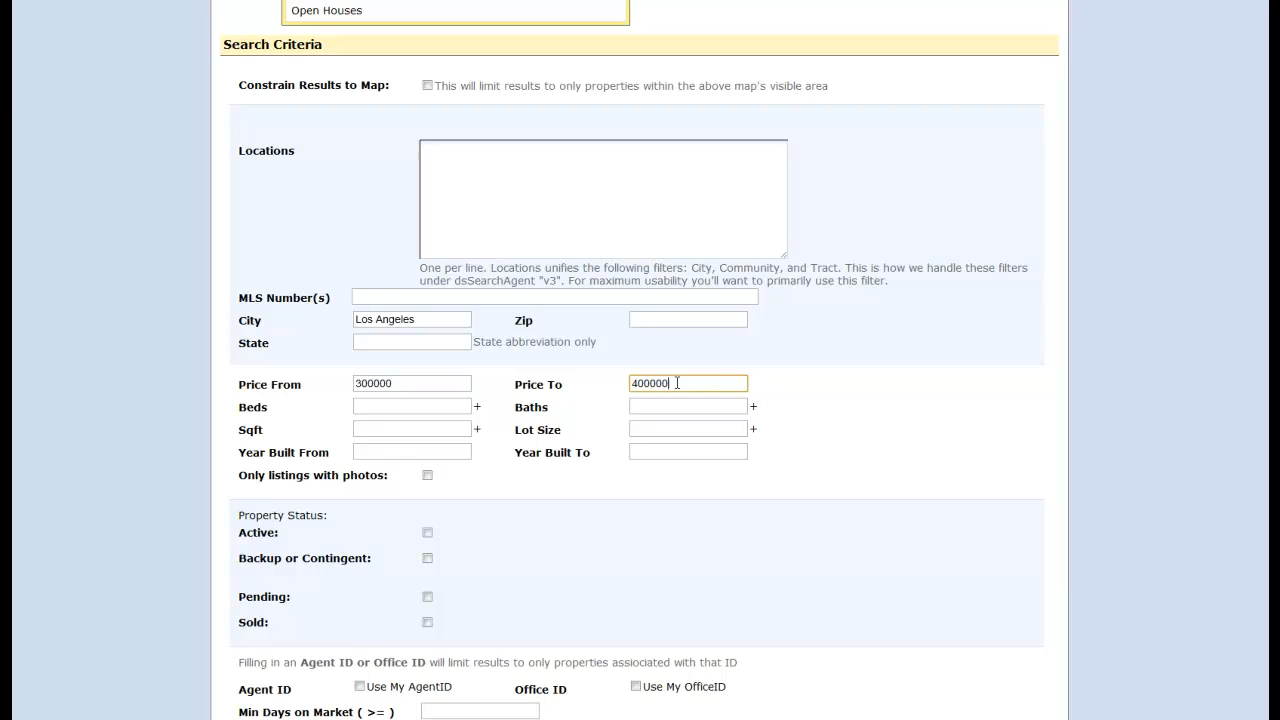 Open Houses
Search Criteria
Constrain Results to Map: This will limit results to only properties within the above map's visible area
Locations
One per line. Locations unifies the following filters: City, Community, and Tract. This is how we handle these filters
under dsSearchAgent "v3". For maximum usability you'll want to primarily use this filter.
MLS Number(s)
City Los Angeles Zip
State State abbreviation only
Price From 300000 Price To 400000
Beds + Baths +
Sqft + Lot Size +
Year Built From Year Built To
Only listings with photos:
Property Status:
Active:
Backup or Contingent:
Pending:
Sold:
Filling in an Agent ID or Office ID will limit results to only properties assiociated with that ID
Agent ID Use My AgentID Office ID Use My OfficeID
Min Days on Market ( >= )